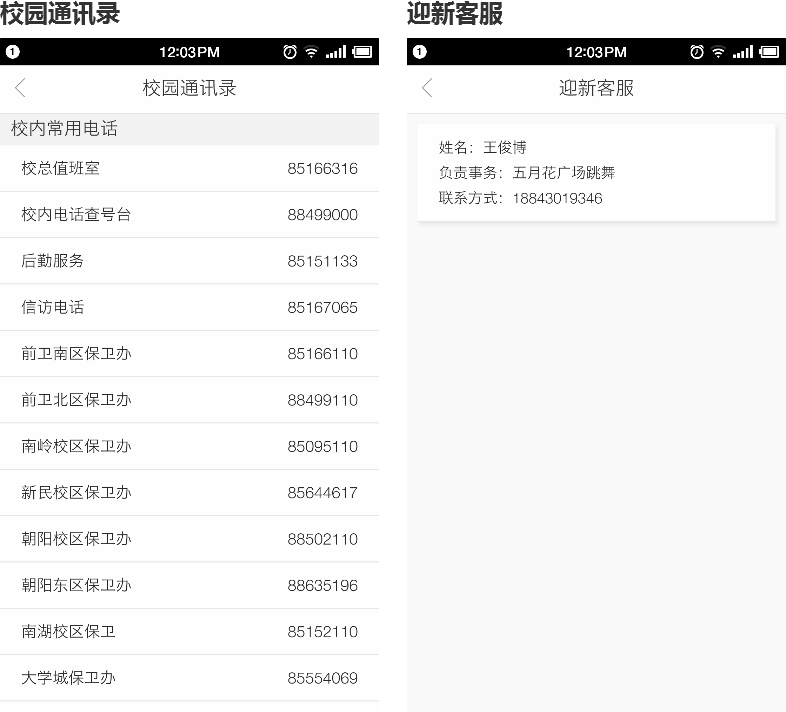 校园通讯录
1 12:03PM
校园通讯录
校内常用电话
校总值班室 85166316
校内电话查号台 88499000
后勤服务 85151133
信访电话 85167065
前卫南区保卫办 85166110
前卫北区保卫办 88499110
南岭校区保卫办 85095110
新民校区保卫办 85644617
朝阳校区保卫办 88502110
朝阳东区保卫办 88635196
南湖校区保卫 85152110
大学城保卫办 85554069
迎新客服
1 12:03PM
迎新客服
姓名：王俊博
负责事务：五月花广场跳舞
联系方式：18843019346